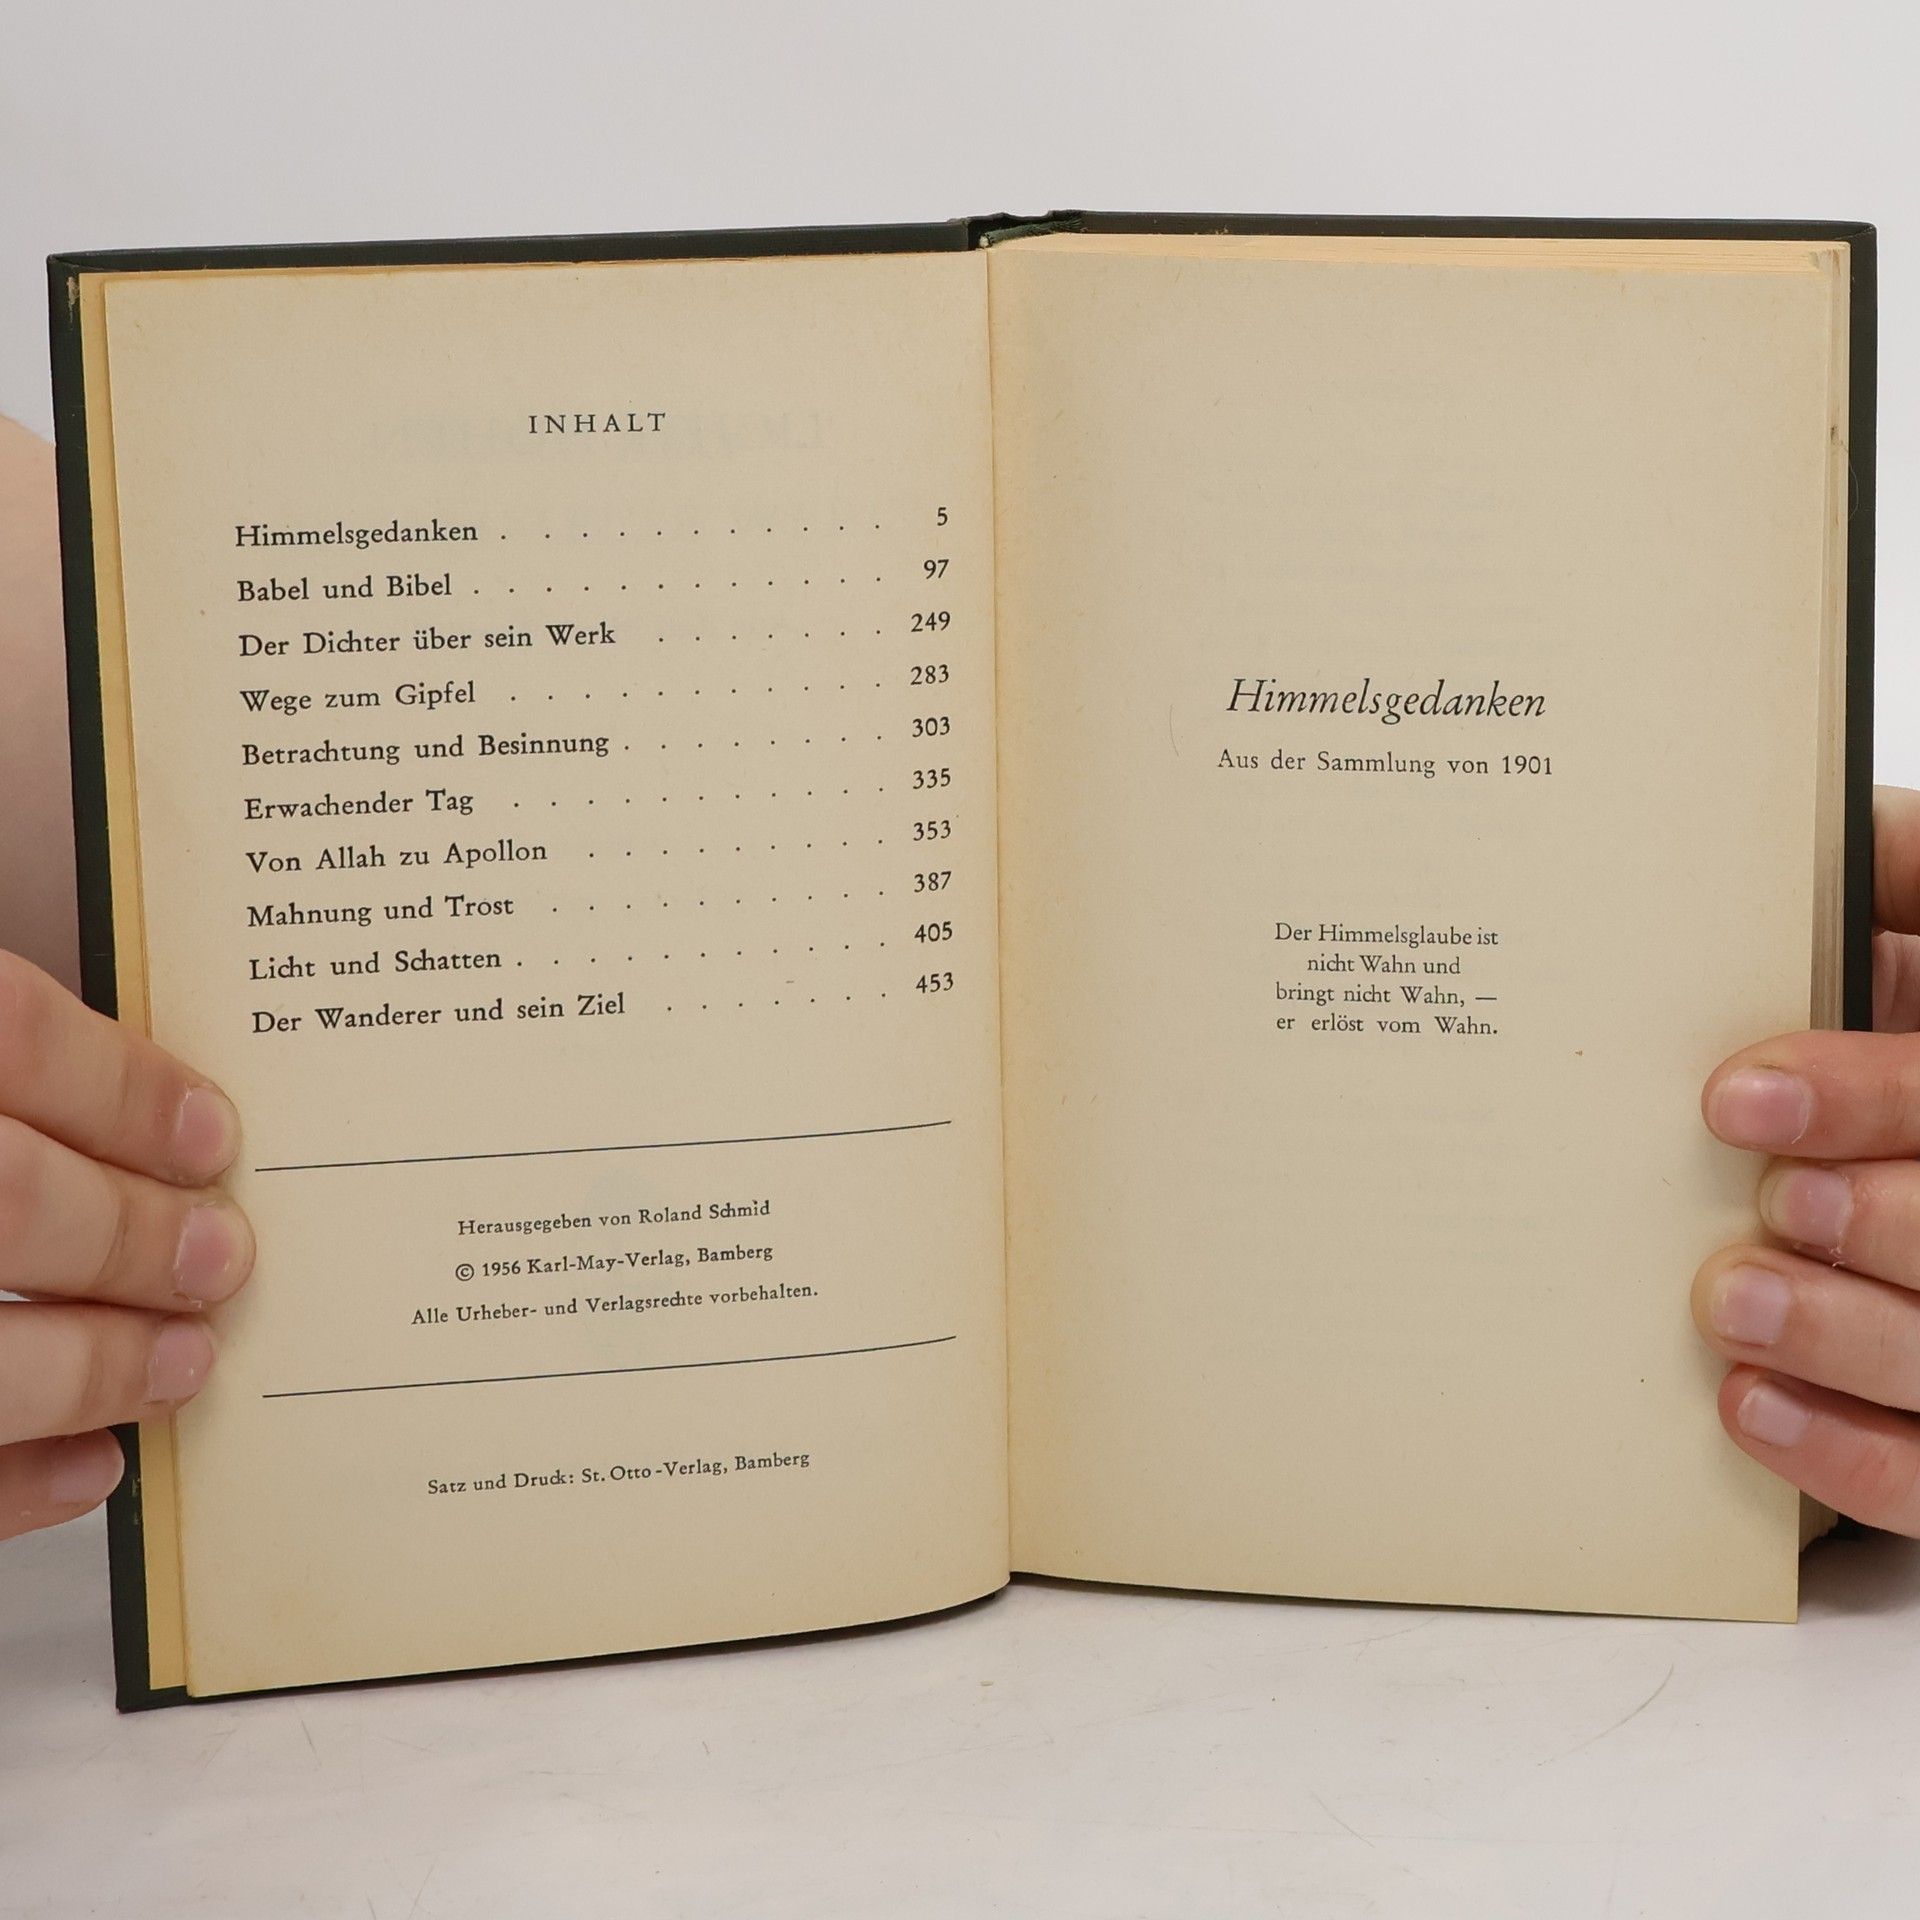 INHALT
Himmelsgedanken . . . . . . . . . . . 5
Babel und Bibel . . . . . . . . . . . . 97
Der Dichter über sein Werk . . . . . . . 249
Wege zum Gipfel . . . . . . . . . . . 283
Betrachtung und Besinnung . . . . . . . . 303
Erwachender Tag . . . . . . . . . . . 335
Von Allah zu Apollon . . . . . . . . . 353
Mahnung und Trost . . . . . . . . . . 387
Licht und Schatten . . . . . . . . . . . 405
Der Wanderer und sein Ziel . . . . . . . 453
Herausgegeben von Roland Schmid
© 1956 Karl-May-Verlag, Bamberg
Alle Urheber- und Verlagsrechte vorbehalten.
Satz und Druck: St. Otto-Verlag, Bamberg
Himmelsgedanken
Aus der Sammlung von 1901
Der Himmelsglaube ist
nicht Wahn und
bringt nicht Wahn, —
er erlöst vom Wahn.